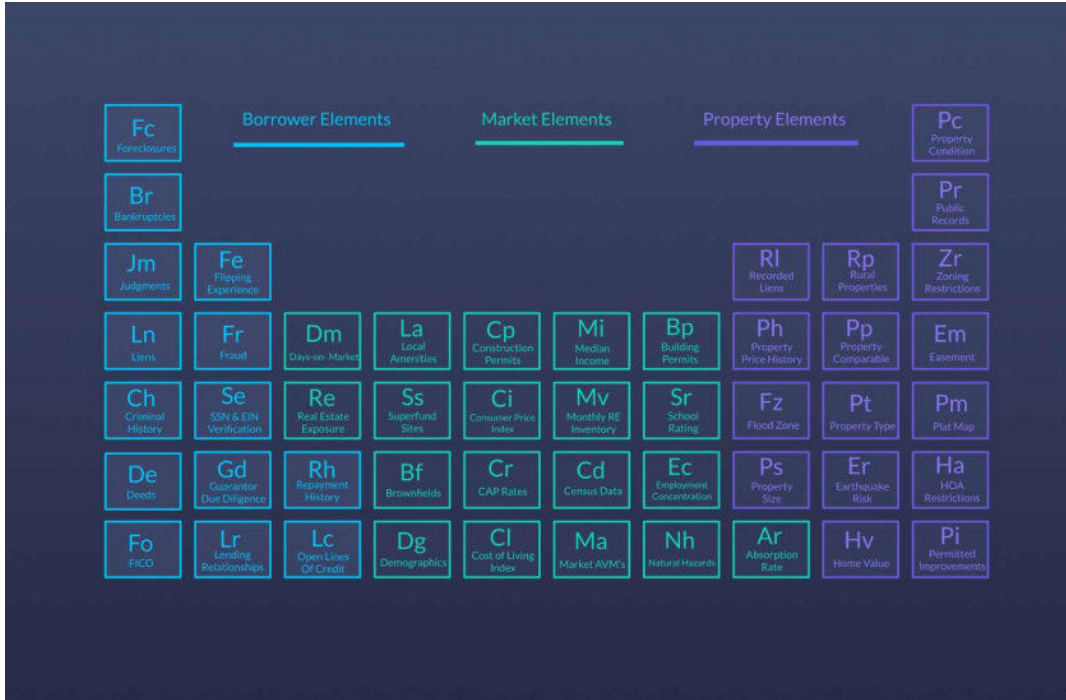 Fc
Foreclosures
Borrower Elements
Market Elements
Property Elements
Pc
Property
Condition
Br
Bankruptcies
Pr
Public
Records
Jm
Judgments
Fe
Flipping
Experience
Rl
Recorded
Liens
Rp
Rural
Properties
Zr
Zoning
Restrictions
Ln
Liens
Fr
Fraud
Dm
Days-on- Market
La
Local
Amenities
Cp
Construction
Permits
Mi
Median
Income
Bp
Building
Permits
Ph
Property
Price History
Pp
Property
Comparable
Em
Easement
Ch
Criminal
History
Se
SSN & EIN
Verification
Re
Real Estate
Exposure
Ss
Superfund
Sites
Ci
Consumer Price
Index
Mv
Monthly RE
Inventory
Sr
School
Rating
Fz
Flood Zone
Pt
Property Type
Pm
Plat Map
De
Deeds
Gd
Guarantor
Due Diligence
Rh
Repayment
History
Bf
Brownfields
Cr
CAP Rates
Cd
Census Data
Ec
Employment
Concentration
Ps
Property
Size
Er
Earthquake
Risk
Ha
HOA
Restrictions
Fo
FICO
Lr
Lending
Relationships
Lc
Open Lines
Of Credit
Dg
Demographics
Cl
Cost of Living
Index
Ma
Market AVM's
Nh
Natural Hazards
Ar
Absorption
Rate
Hv
Home Value
Pi
Permitted
Improvements